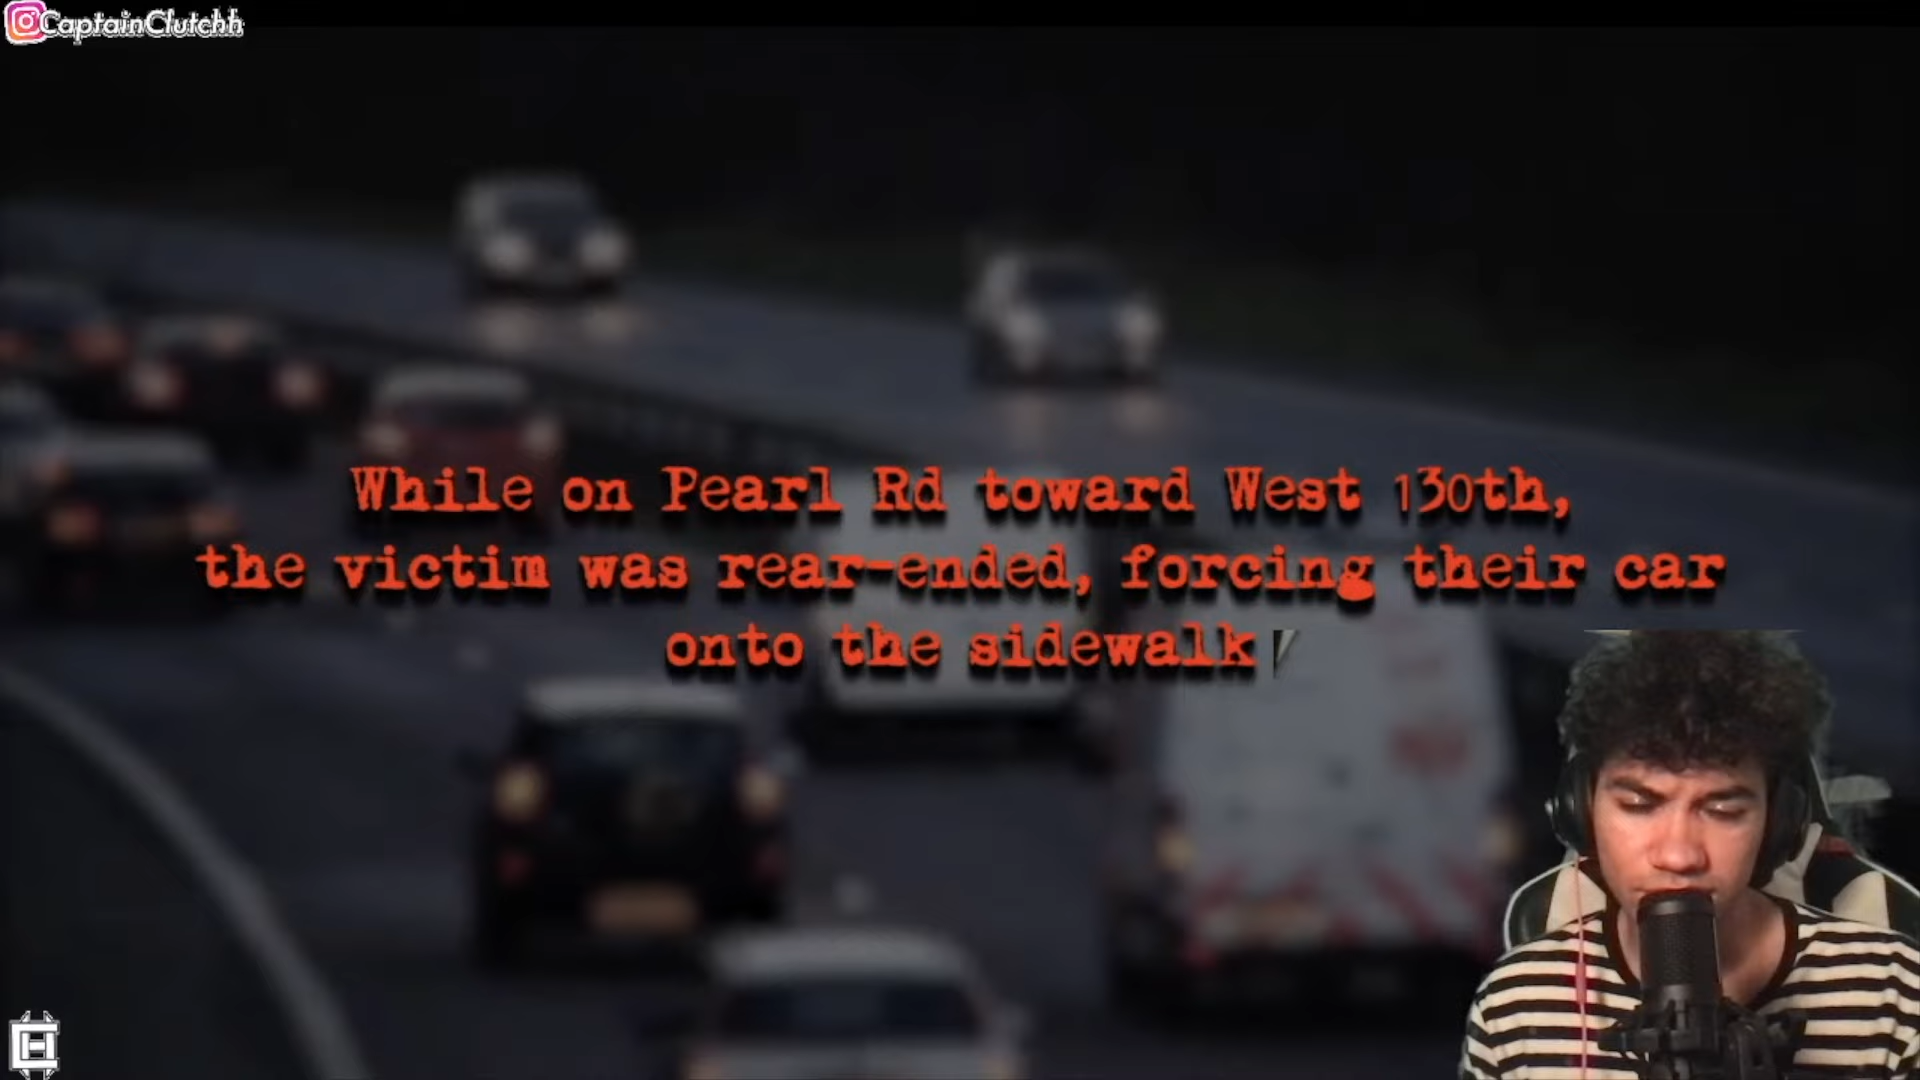 CaptainClutchh
While on Pearl Rd toward West 130th,
the victim was rear-ended, forcing their car
onto the sidewalk